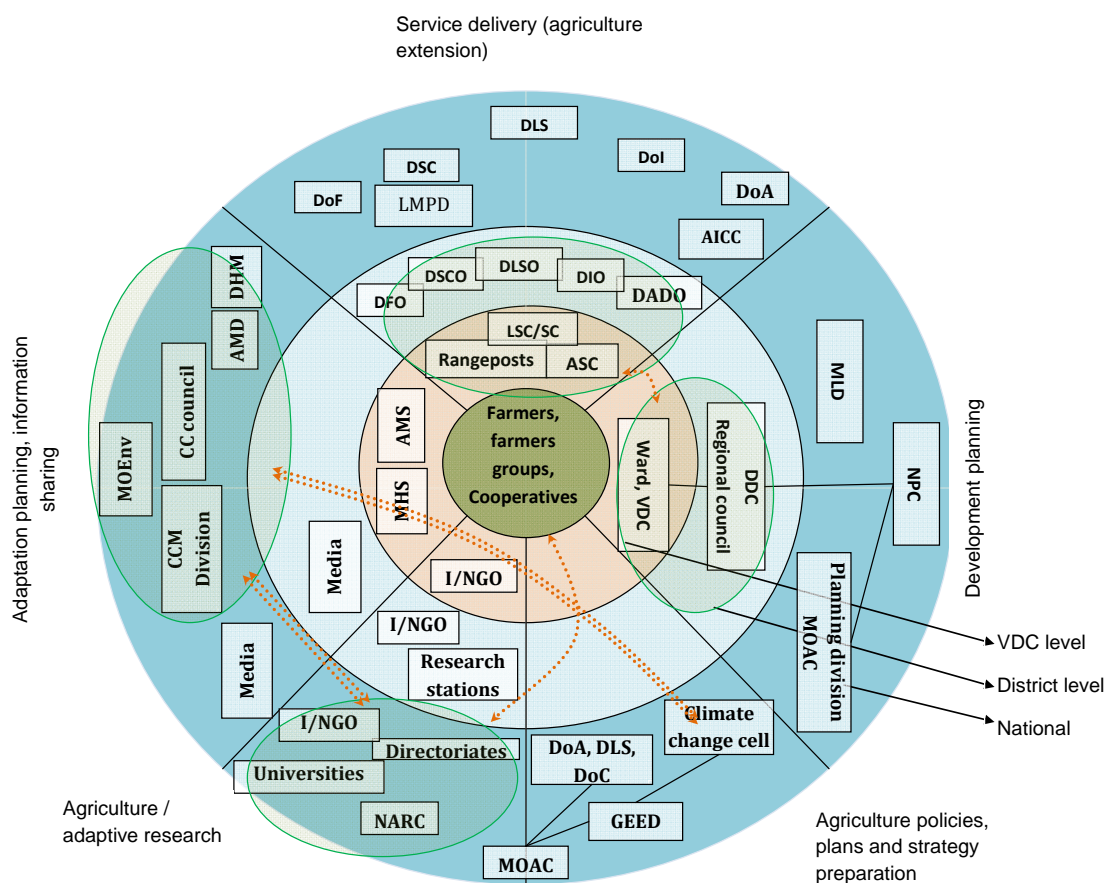 Service delivery (agriculture
extension)
DLS
DoI
DSC
DoA
DoF
LMPD
AICC
DLSO
DSCO
DIO
DFO
DADO
DHM
AMD
LSC/SC
Rangeposts
ASC
MLD
CC council
MOEnv
CCM
Division
AMS
MHS
Farmers,
farmers
groups,
Cooperatives
Ward, VDC
DDC
Regional council
NPC
Adaptation planning, information
sharing
Development planning
Media
I/NGO
I/NGO
Research
stations
Media
Planning division
MOAC
VDC level
District level
National
I/NGO
Directoriates
Universities
NARC
Climate
change cell
DoA, DLS,
DoC
GEED
MOAC
Agriculture /
adaptive research
Agriculture policies,
plans and strategy
preparation